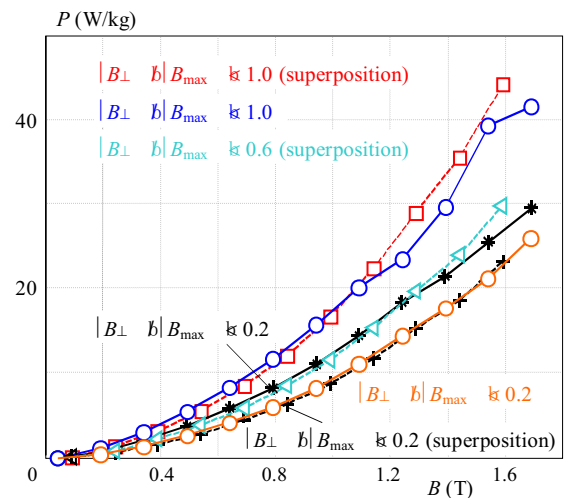 P (W/kg)
|B⊥ |Bmax 1.0 (superposition)
|B⊥ |Bmax 1.0
|B⊥ |Bmax 0.6 (superposition)
40
20
|B⊥ |Bmax 0.2
|B⊥ |Bmax 0.2
|B⊥ |Bmax 0.2 (superposition)
0 0.4 0.8 1.2 B (T) 1.6